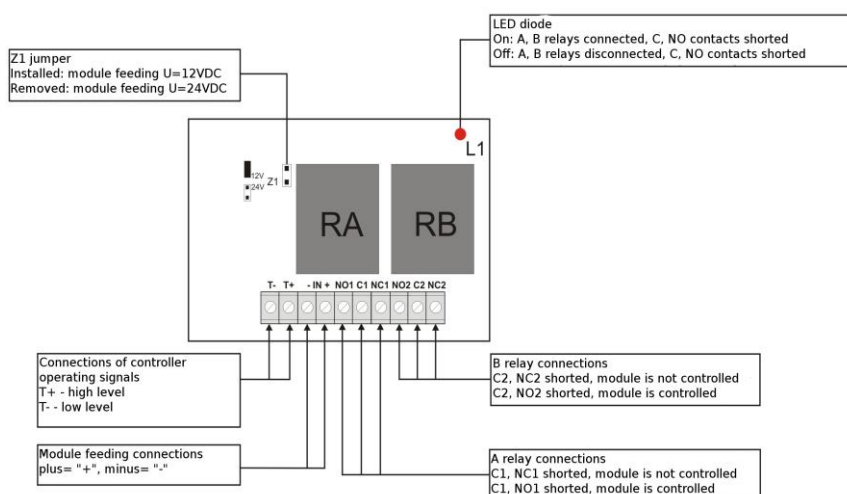 LED diode
On: A, B relays connected, C, NO contacts shorted
Off: A, B relays disconnected, C, NO contacts shorted
Z1 jumper
Installed: module feeding U=12VDC
Removed: module feeding U=24VDC
L1
12V
24V
Z1
RA
RB
T- T+ - IN + NO1 C1 NC1 NO2 C2 NC2
Connections of controller
operating signals
T+ - high level
T- - low level
B relay connections
C2, NC2 shorted, module is not controlled
C2, NO2 shorted, module is controlled
Module feeding connections
plus= "+", minus= "-"
A relay connections
C1, NC1 shorted, module is not controlled
C1, NO1 shorted, module is controlled